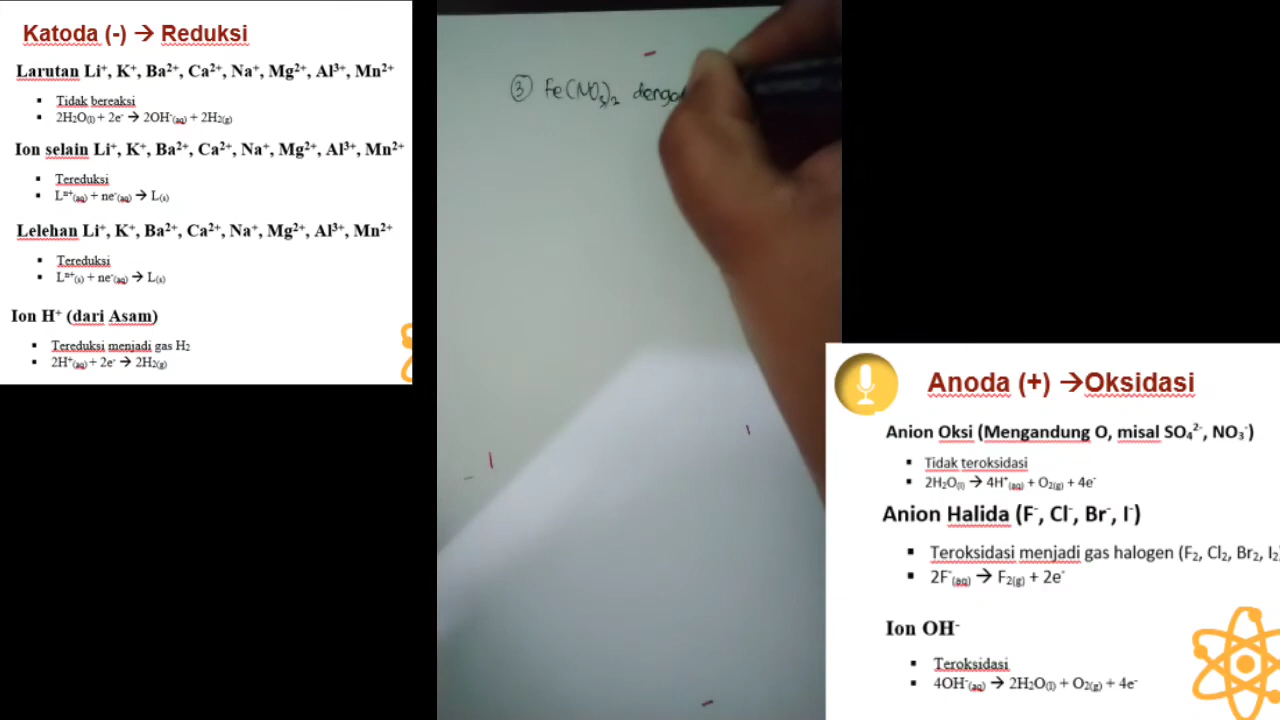 Katoda (-) → Reduksi
Larutan Li⁺, K⁺, Ba²⁺, Ca²⁺, Na⁺, Mg²⁺, Al³⁺, Mn²⁺
▪ Tidak bereaksi
▪ 2H₂O₍l₎ + 2e⁻ → 2OH⁻₍aq₎ + 2H₂₍g₎
Ion selain Li⁺, K⁺, Ba²⁺, Ca²⁺, Na⁺, Mg²⁺, Al³⁺, Mn²⁺
▪ Tereduksi
▪ Lⁿ⁺(aq) + ne⁻(aq) → L(s)
Lelehan Li⁺, K⁺, Ba²⁺, Ca²⁺, Na⁺, Mg²⁺, Al³⁺, Mn²⁺
▪ Tereduksi
▪ Lⁿ⁺(s) + ne⁻(aq) → L(s)
Ion H⁺ (dari Asam)
▪ Tereduksi menjadi gas H₂
▪ 2H⁺(aq) + 2e⁻ → 2H₂(g)
③ Fe(NO₃)₂ denga
Anoda (+) →Oksidasi
Anion Oksi (Mengandung O, misal SO₄²⁻, NO₃⁻)
▪ Tidak teroksidasi
▪ 2H₂O(l) → 4H⁺(aq) + O₂(g) + 4e⁻
Anion Halida (F⁻, Cl⁻, Br⁻, I⁻)
▪ Teroksidasi menjadi gas halogen (F₂, Cl₂, Br₂, I₂
▪ 2F⁻(aq) → F₂(g) + 2e⁻
Ion OH⁻
▪ Teroksidasi
▪ 4OH⁻(aq) → 2H₂O(l) + O₂(g) + 4e⁻